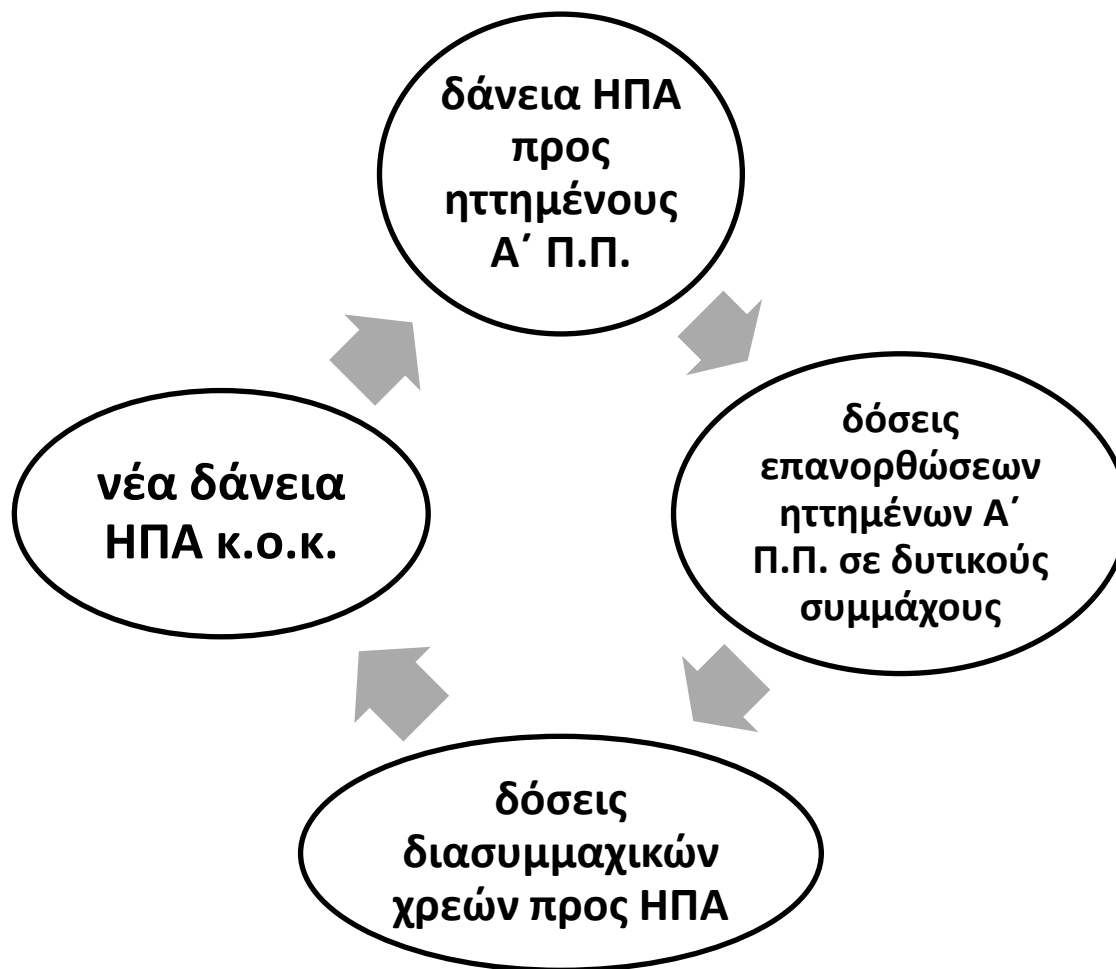 δάνεια ΗΠΑ
προς
ηττημένους
Α΄ Π.Π.
δόσεις
επανορθώσεων
ηττημένων Α΄
Π.Π. σε δυτικούς
συμμάχους
δόσεις
διασυμμαχικών
χρεών προς ΗΠΑ
νέα δάνεια
ΗΠΑ κ.ο.κ.